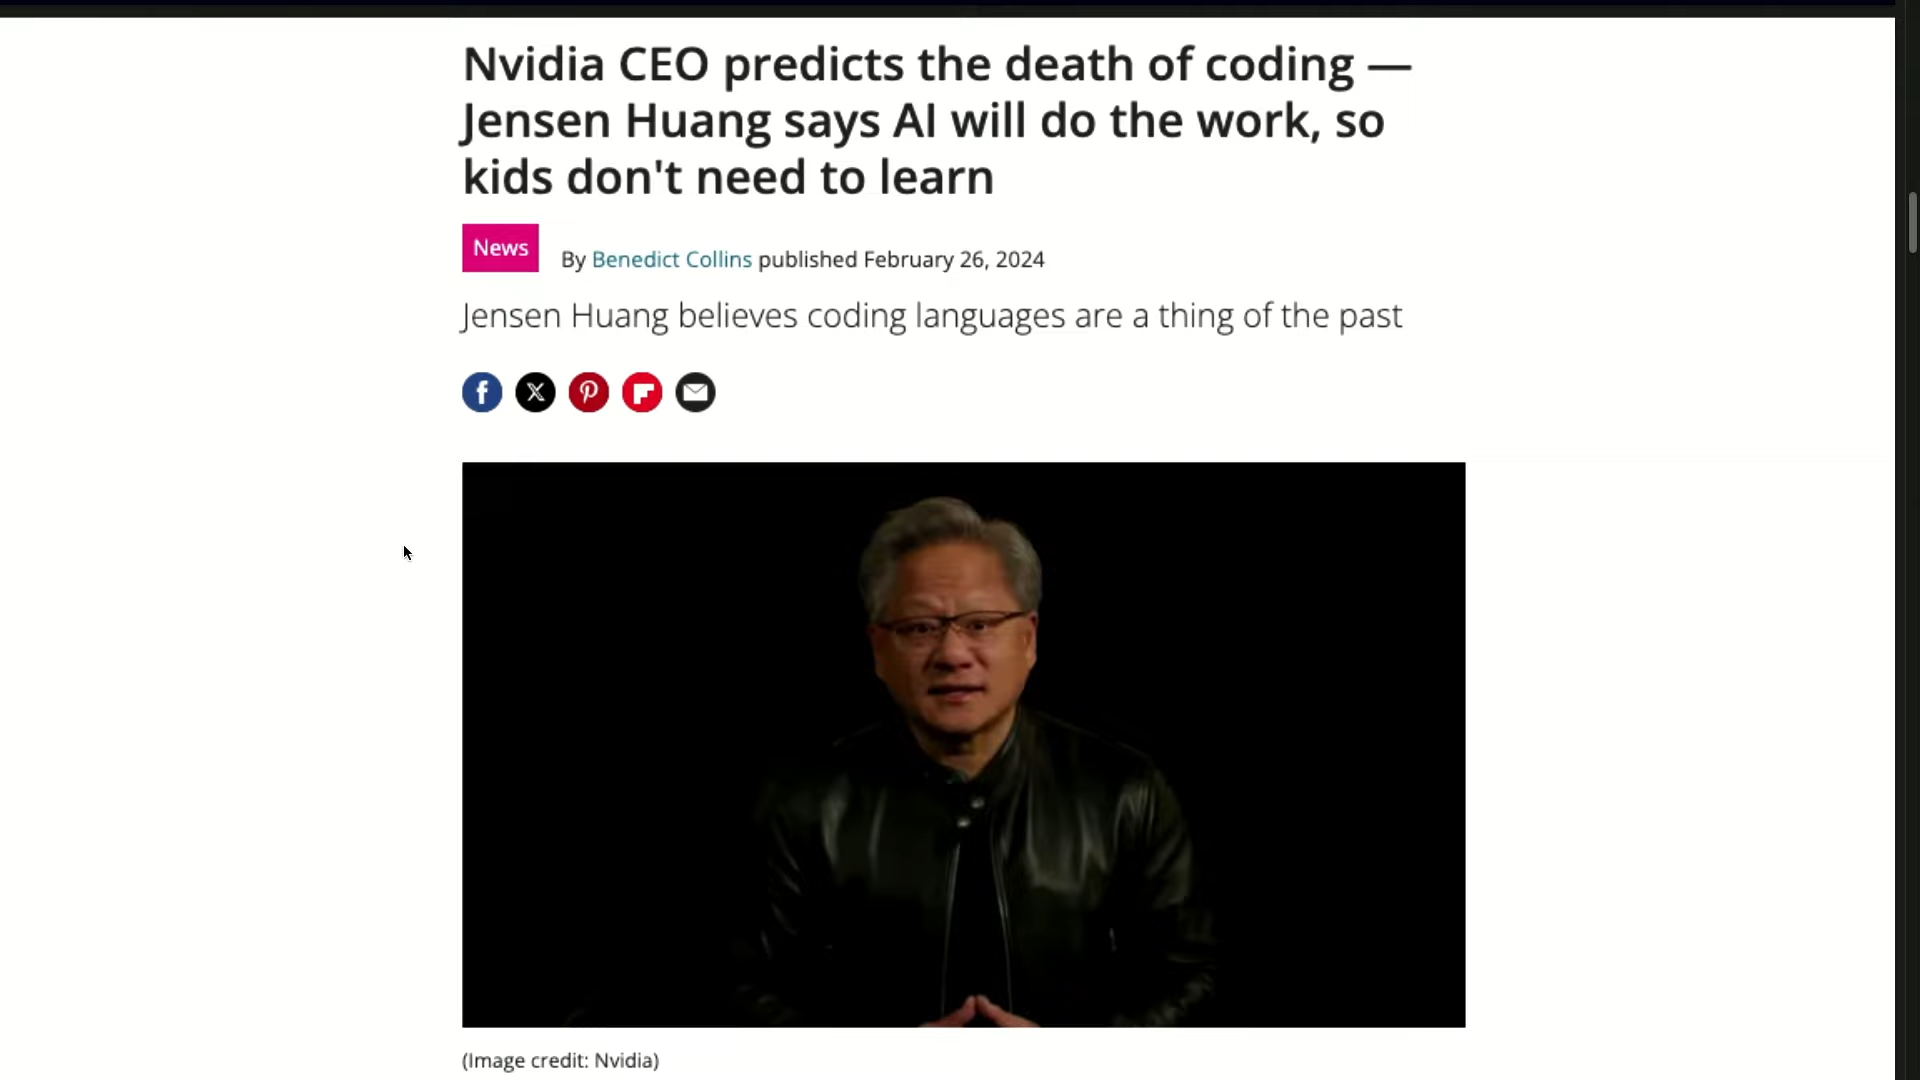 Nvidia CEO predicts the death of coding —
Jensen Huang says AI will do the work, so
kids don't need to learn
News
By Benedict Collins published February 26, 2024
Jensen Huang believes coding languages are a thing of the past
(Image credit: Nvidia)